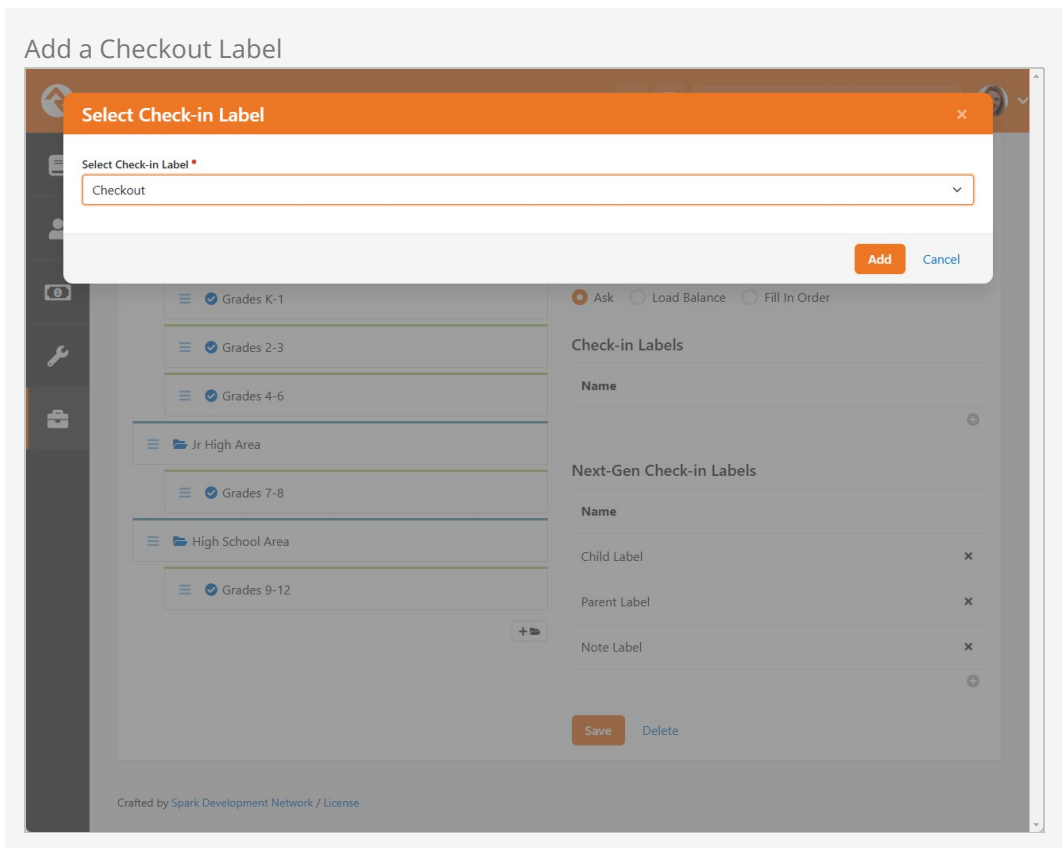 Add a Checkout Label
Select Check-in Label
Select Check-in Label
Checkout
Add Cancel
Grades K-1
Grades 2-3
Grades 4-6
Jr High Area
Grades 7-8
High School Area
Grades 9-12
Ask Load Balance Fill In Order
Check-in Labels
Name
Next-Gen Check-in Labels
Name
Child Label
Parent Label
Note Label
Save Delete
Crafted by Spark Development Network / License